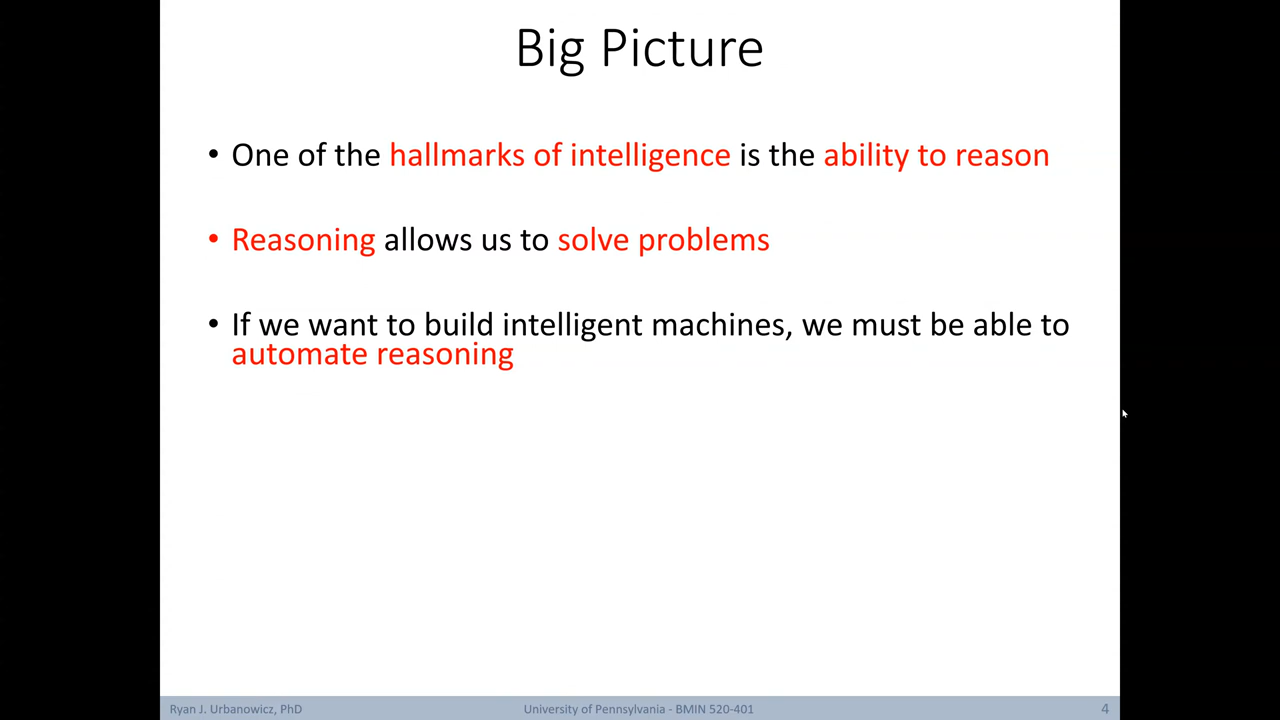 Big Picture
• One of the hallmarks of intelligence is the ability to reason
• Reasoning allows us to solve problems
• If we want to build intelligent machines, we must be able to
automate reasoning
Ryan J. Urbanowicz, PhD
University of Pennsylvania - BMIN 520-401
4